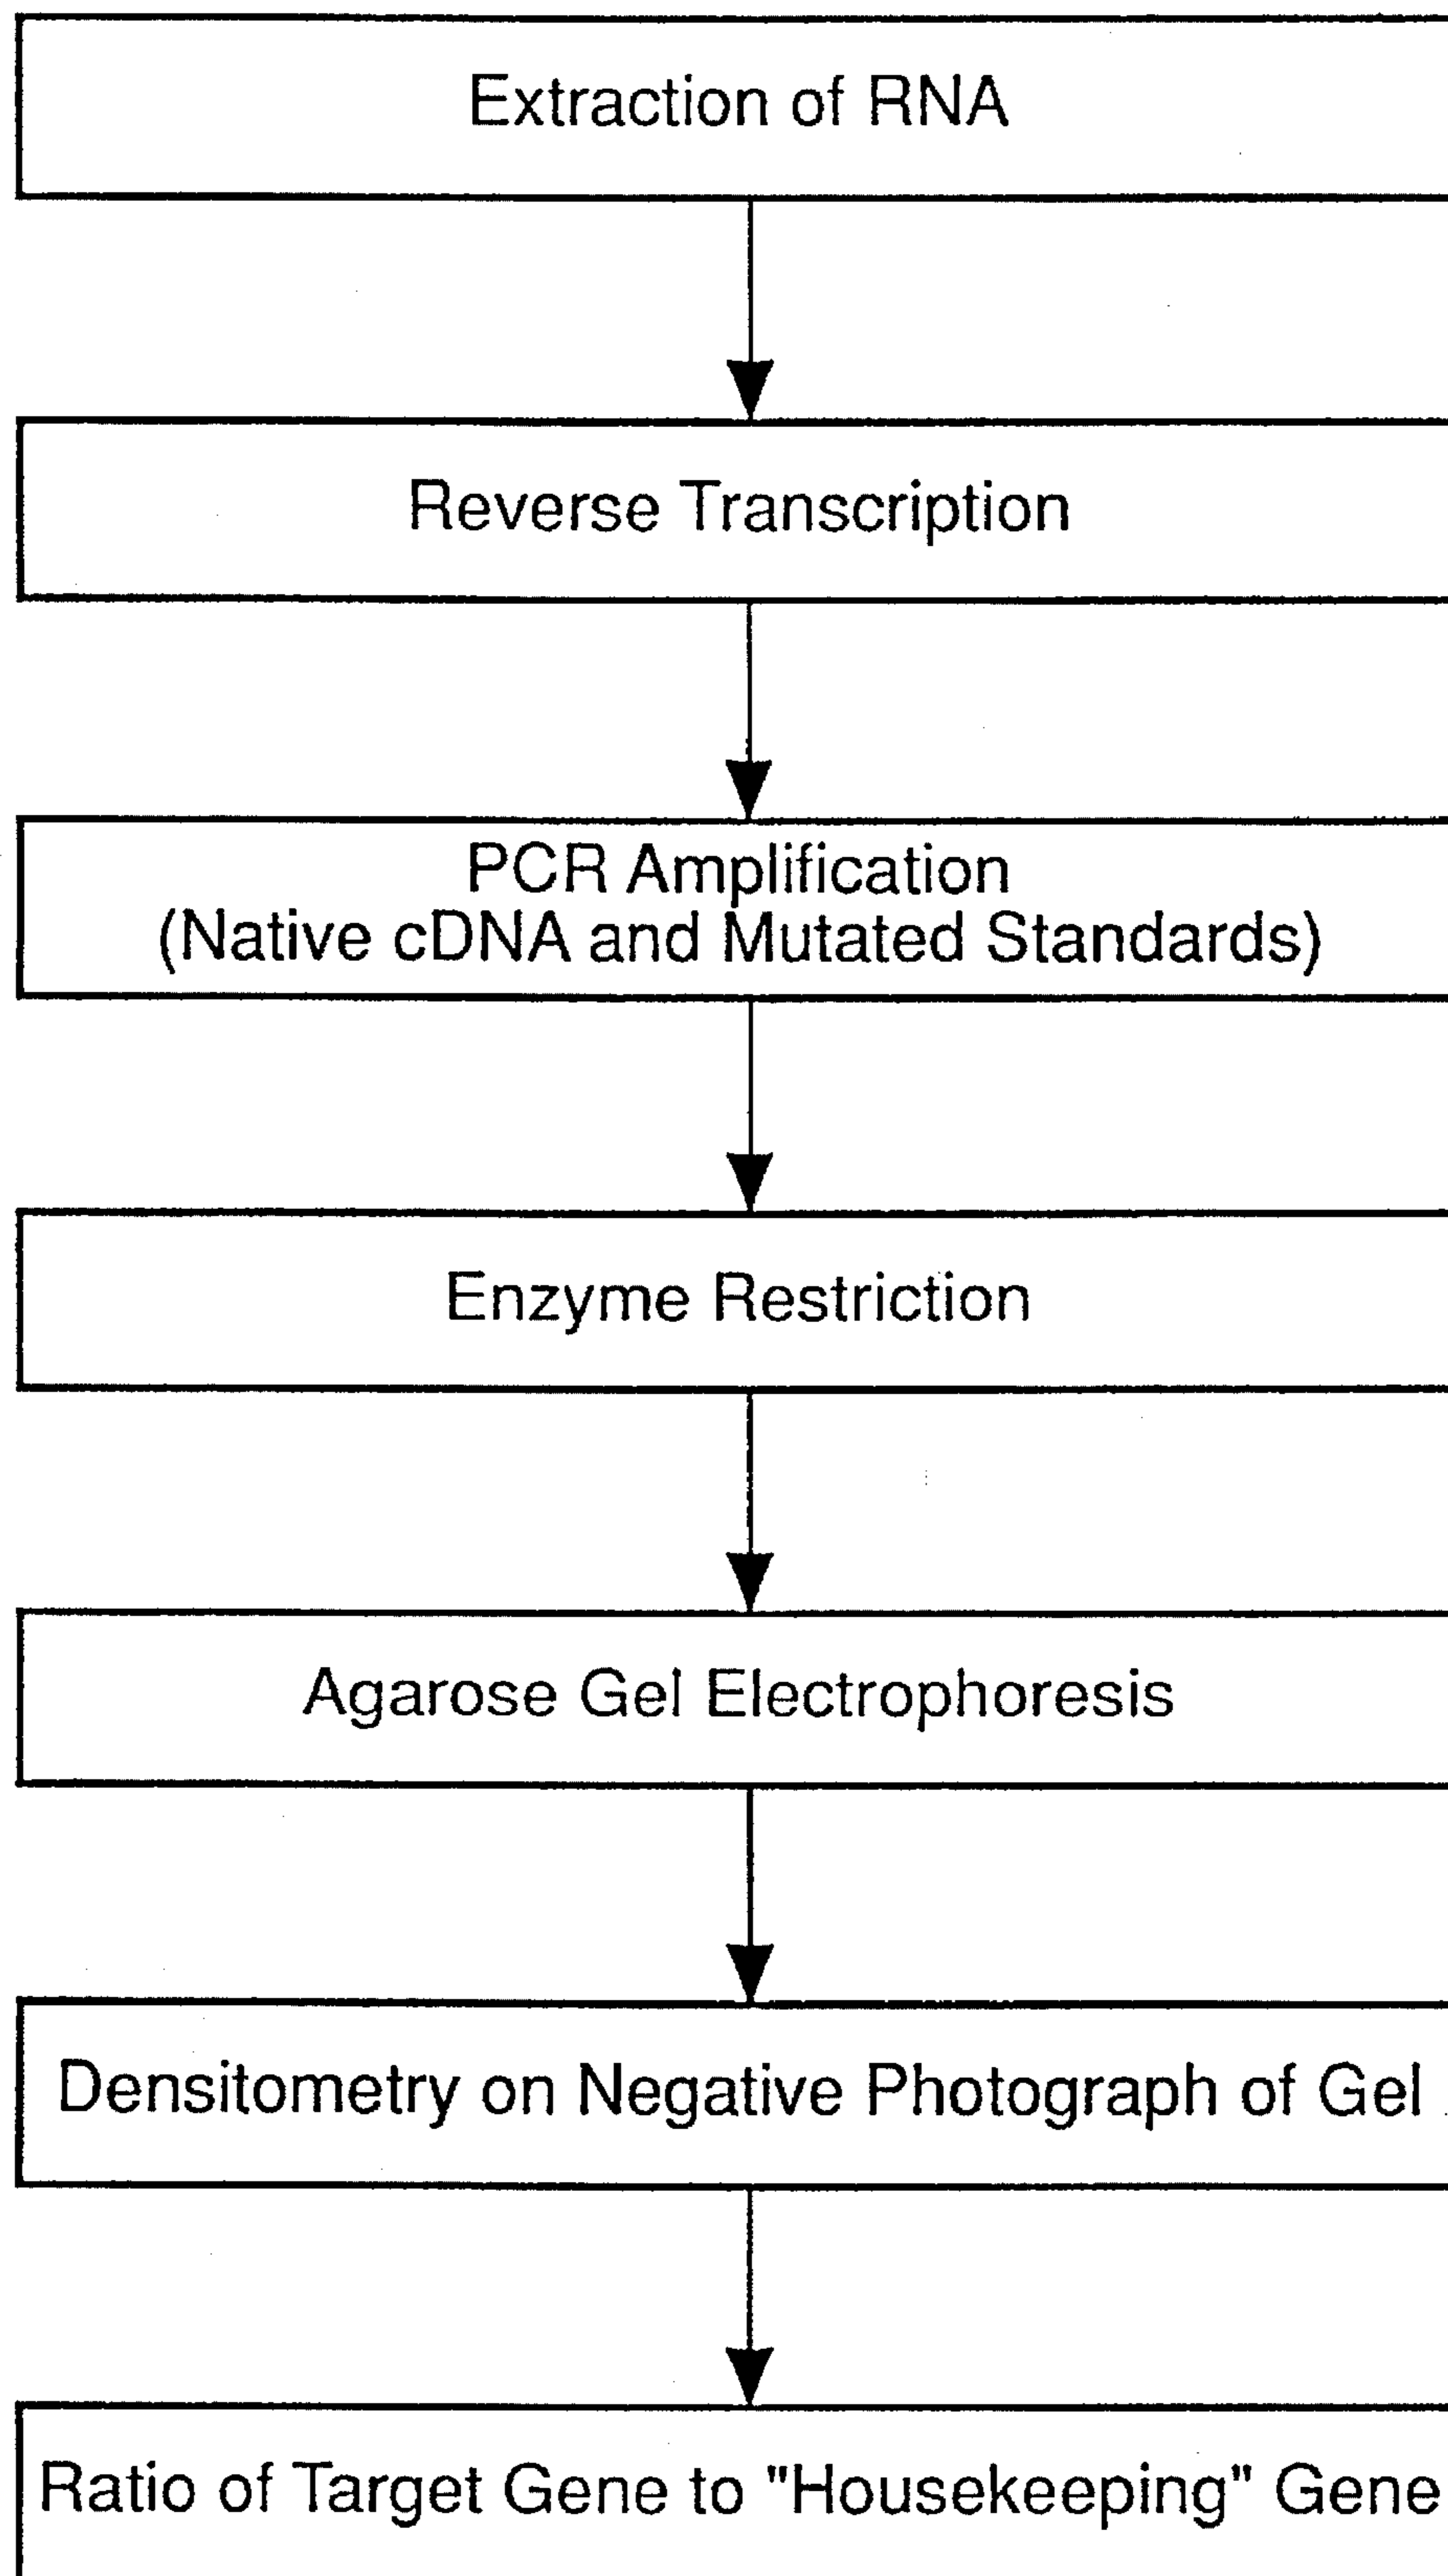 Extraction of RNA
Reverse Transcription
PCR Amplification
(Native cDNA and Mutated Standards)
Enzyme Restriction
Agarose Gel Electrophoresis
Densitometry on Negative Photograph of Gel
Ratio of Target Gene to "Housekeeping" Gene